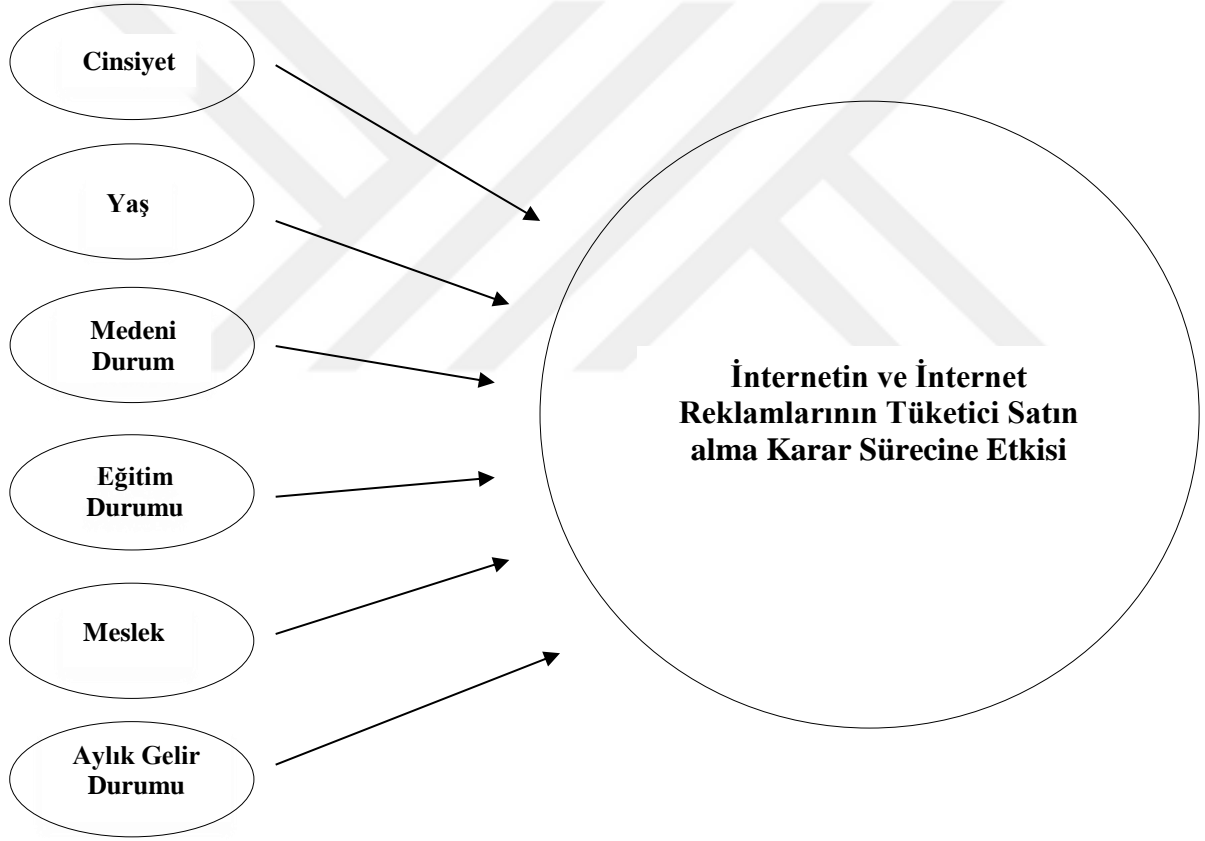 Cinsiyet
Yaş
Medeni
Durum
Eğitim
Durumu
Meslek
Aylık Gelir
Durumu
İnternetin ve İnternet
Reklamlarının Tüketici Satın
alma Karar Sürecine Etkisi